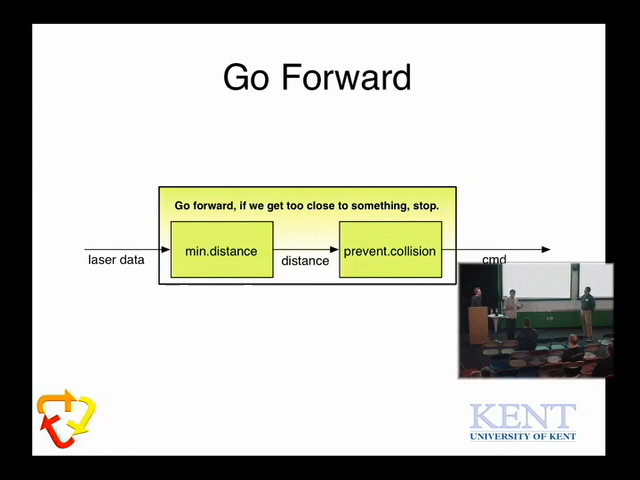 Go Forward
Go forward, if we get too close to something, stop.
laser data
min.distance
distance
prevent.collision
cmd
KENT
UNIVERSITY OF KENT